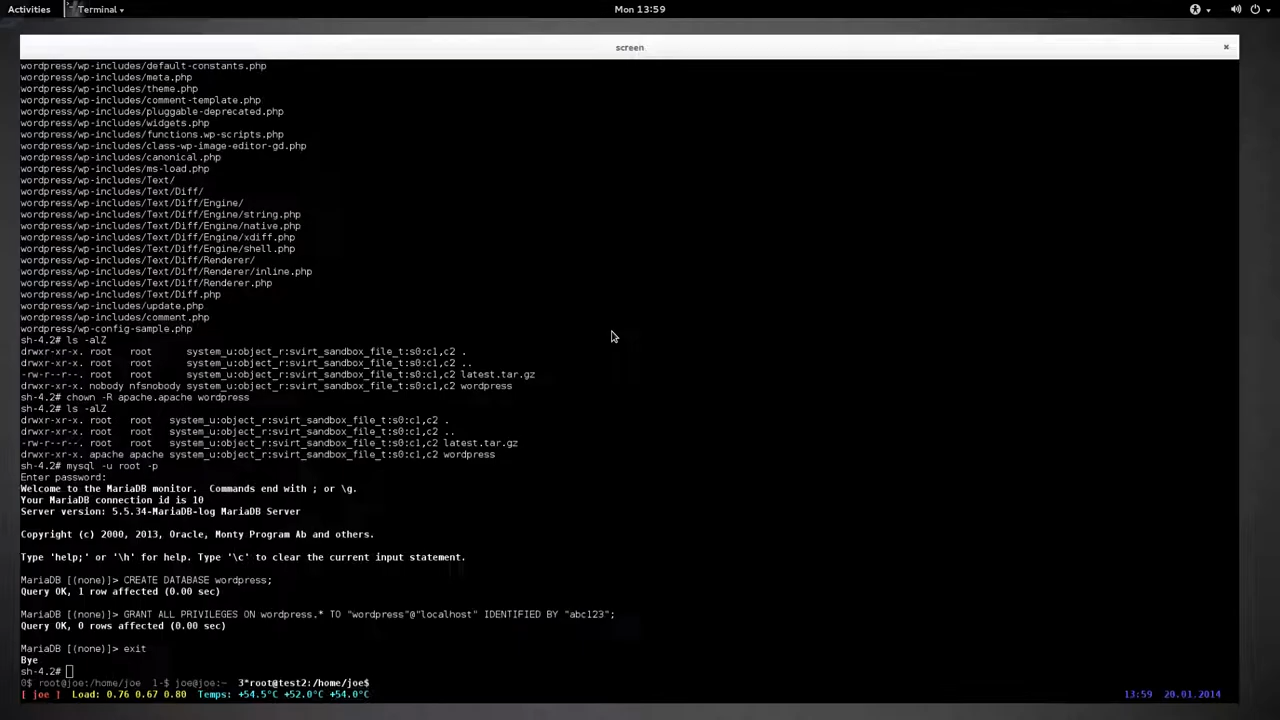 Activities Terminal Mon 13:59
screen ×
wordpress/wp-includes/default-constants.php
wordpress/wp-includes/meta.php
wordpress/wp-includes/theme.php
wordpress/wp-includes/comment-template.php
wordpress/wp-includes/pluggable-deprecated.php
wordpress/wp-includes/widgets.php
wordpress/wp-includes/functions.wp-scripts.php
wordpress/wp-includes/class-wp-image-editor-gd.php
wordpress/wp-includes/canonical.php
wordpress/wp-includes/ms-load.php
wordpress/wp-includes/Text/
wordpress/wp-includes/Text/Diff/
wordpress/wp-includes/Text/Diff/Engine/
wordpress/wp-includes/Text/Diff/Engine/string.php
wordpress/wp-includes/Text/Diff/Engine/native.php
wordpress/wp-includes/Text/Diff/Engine/xdiff.php
wordpress/wp-includes/Text/Diff/Engine/shell.php
wordpress/wp-includes/Text/Diff/Renderer/
wordpress/wp-includes/Text/Diff/Renderer/inline.php
wordpress/wp-includes/Text/Diff/Renderer.php
wordpress/wp-includes/Text/Diff.php
wordpress/wp-includes/update.php
wordpress/wp-includes/comment.php
wordpress/wp-config-sample.php
sh-4.2# ls -alZ
drwxr-xr-x. root   root      system_u:object_r:svirt_sandbox_file_t:s0:c1,c2 .
drwxr-xr-x. root   root      system_u:object_r:svirt_sandbox_file_t:s0:c1,c2 ..
-rw-r--r--. root   root      system_u:object_r:svirt_sandbox_file_t:s0:c1,c2 latest.tar.gz
drwxr-xr-x. nobody nfsnobody system_u:object_r:svirt_sandbox_file_t:s0:c1,c2 wordpress
sh-4.2# chown -R apache.apache wordpress
sh-4.2# ls -alZ
drwxr-xr-x. root   root   system_u:object_r:svirt_sandbox_file_t:s0:c1,c2 .
drwxr-xr-x. root   root   system_u:object_r:svirt_sandbox_file_t:s0:c1,c2 ..
-rw-r--r--. root   root   system_u:object_r:svirt_sandbox_file_t:s0:c1,c2 latest.tar.gz
drwxr-xr-x. apache apache system_u:object_r:svirt_sandbox_file_t:s0:c1,c2 wordpress
sh-4.2# mysql -u root -p
Enter password:
Welcome to the MariaDB monitor.  Commands end with ; or \g.
Your MariaDB connection id is 10
Server version: 5.5.34-MariaDB-log MariaDB Server
Copyright (c) 2000, 2013, Oracle, Monty Program Ab and others.
Type 'help;' or '\h' for help. Type '\c' to clear the current input statement.
MariaDB [(none)]> CREATE DATABASE wordpress;
Query OK, 1 row affected (0.00 sec)
MariaDB [(none)]> GRANT ALL PRIVILEGES ON wordpress.* TO "wordpress"@"localhost" IDENTIFIED BY "abc123";
Query OK, 0 rows affected (0.00 sec)
MariaDB [(none)]> exit
Bye
sh-4.2#
0$ root@joe:/home/joe  1-$ joe@joe:~  3*root@test2:/home/joe$
[ joe ]  Load: 0.76 0.67 0.80  Temps: +54.5°C +52.0°C +54.0°C 13:59  20.01.2014